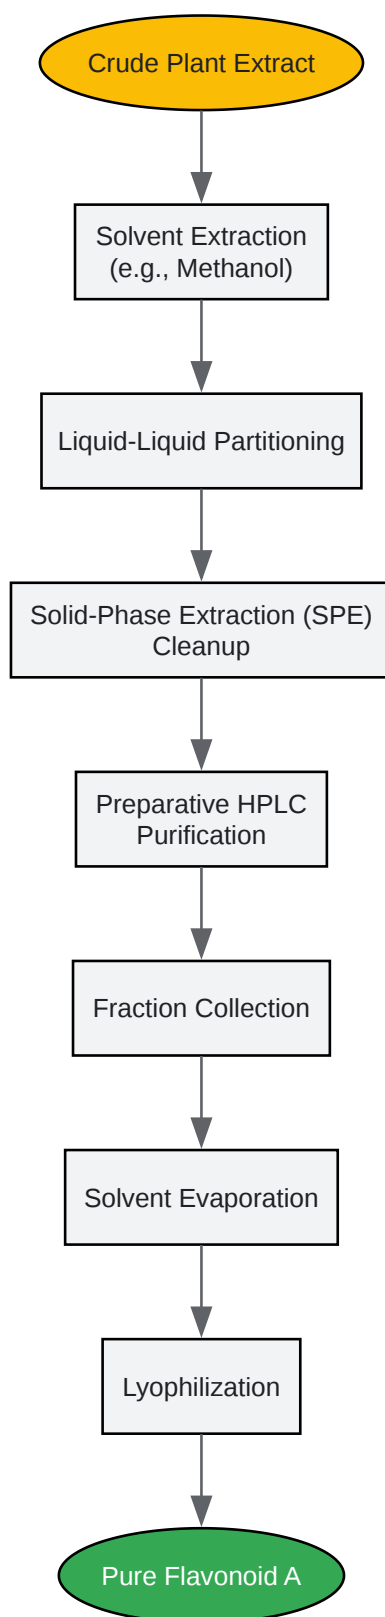 Crude Plant Extract
Solvent Extraction
(e.g., Methanol)
Liquid-Liquid Partitioning
Solid-Phase Extraction (SPE)
Cleanup
Preparative HPLC
Purification
Fraction Collection
Solvent Evaporation
Lyophilization
Pure Flavonoid A